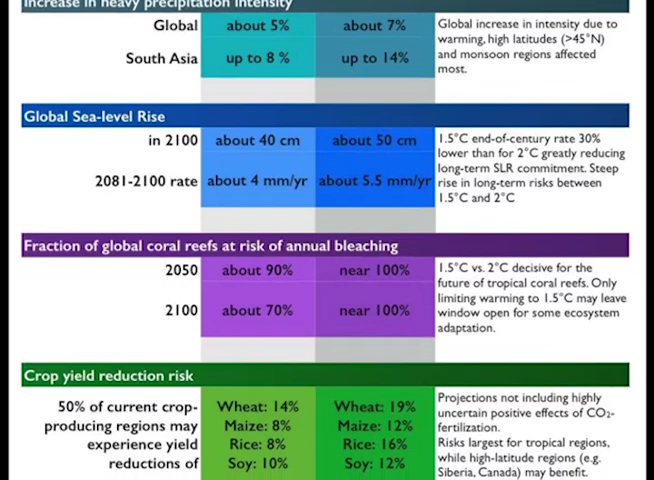 Increase in heavy precipitation intensity
Global about 5% about 7% Global increase in intensity due to
warming, high latitudes (>45°N)
South Asia up to 8 % up to 14% and monsoon regions affected
most.
Global Sea-level Rise
in 2100 about 40 cm about 50 cm 1.5°C end-of-century rate 30%
lower than for 2°C greatly reducing
long-term SLR commitment. Steep
2081-2100 rate about 4 mm/yr about 5.5 mm/yr rise in long-term risks between
1.5°C and 2°C
Fraction of global coral reefs at risk of annual bleaching
2050 about 90% near 100% 1.5°C vs. 2°C decisive for the
future of tropical coral reefs. Only
limiting warming to 1.5°C may leave
2100 about 70% near 100% window open for some ecosystem
adaptation.
Crop yield reduction risk
50% of current crop- Wheat: 14% Wheat: 19% Projections not including highly
uncertain positive effects of CO₂-
producing regions may Maize: 8% Maize: 12% fertilization.
experience yield Rice: 8% Rice: 16% Risks largest for tropical regions,
while high-latitude regions (e.g.
reductions of Soy: 10% Soy: 12% Siberia, Canada) may benefit.